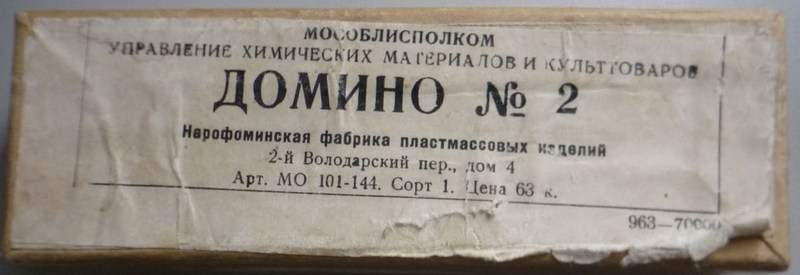 МОСОБЛИСПОЛКОМ
УПРАВЛЕНИЕ ХИМИЧЕСКИХ МАТЕРИАЛОВ И КУЛЬТТОВАРОВ
ДОМИНО № 2
Нарофоминская фабрика пластмассовых изделий
2-й Володарский пер., дом 4
Арт. МО 101-144. Сорт 1. Цена 63 к.
963—70000